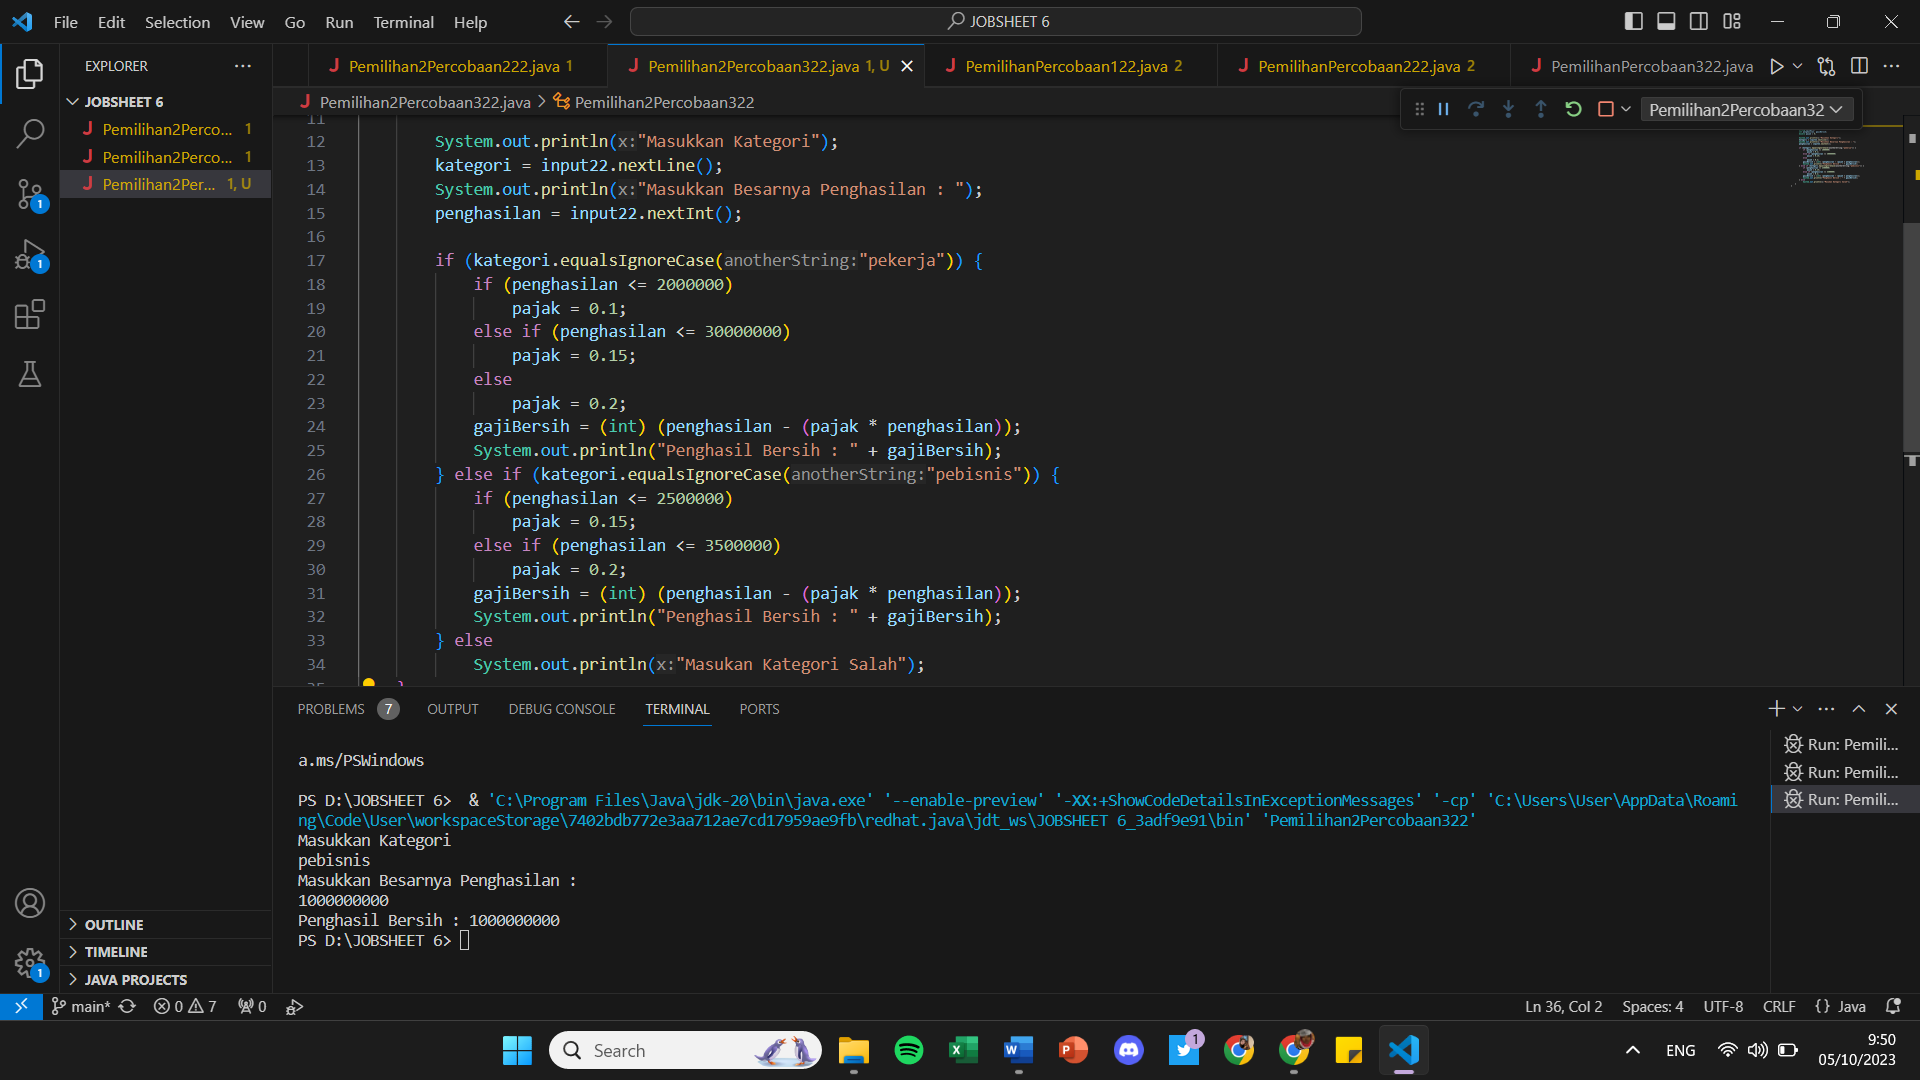 File Edit Selection View Go Run Terminal Help
JOBSHEET 6
EXPLORER
JOBSHEET 6
Pemilihan2Perco... 1
Pemilihan2Perco... 1
Pemilihan2Per... 1, U
OUTLINE
TIMELINE
JAVA PROJECTS
Pemilihan2Percobaan222.java 1
Pemilihan2Percobaan322.java 1, U
PemilihanPercobaan122.java 2
PemilihanPercobaan222.java 2
PemilihanPercobaan322.java
Pemilihan2Percobaan322.java > Pemilihan2Percobaan322
Pemilihan2Percobaan32
11
12 System.out.println(x:"Masukkan Kategori");
13 kategori = input22.nextLine();
14 System.out.println(x:"Masukkan Besarnya Penghasilan : ");
15 penghasilan = input22.nextInt();
16
17 if (kategori.equalsIgnoreCase(anotherString:"pekerja")) {
18 if (penghasilan <= 2000000)
19 pajak = 0.1;
20 else if (penghasilan <= 30000000)
21 pajak = 0.15;
22 else
23 pajak = 0.2;
24 gajiBersih = (int) (penghasilan - (pajak * penghasilan));
25 System.out.println("Penghasil Bersih : " + gajiBersih);
26 } else if (kategori.equalsIgnoreCase(anotherString:"pebisnis")) {
27 if (penghasilan <= 2500000)
28 pajak = 0.15;
29 else if (penghasilan <= 3500000)
30 pajak = 0.2;
31 gajiBersih = (int) (penghasilan - (pajak * penghasilan));
32 System.out.println("Penghasil Bersih : " + gajiBersih);
33 } else
34 System.out.println(x:"Masukan Kategori Salah");
PROBLEMS 7 OUTPUT DEBUG CONSOLE TERMINAL PORTS
a.ms/PSWindows
PS D:\JOBSHEET 6>  & 'C:\Program Files\Java\jdk-20\bin\java.exe' '--enable-preview' '-XX:+ShowCodeDetailsInExceptionMessages' '-cp' 'C:\Users\User\AppData\Roami
ng\Code\User\workspaceStorage\7402bdb772e3aa712ae7cd17959ae9fb\redhat.java\jdt_ws\JOBSHEET 6_3adf9e91\bin' 'Pemilihan2Percobaan322'
Masukkan Kategori
pebisnis
Masukkan Besarnya Penghasilan :
1000000000
Penghasil Bersih : 1000000000
PS D:\JOBSHEET 6>
Run: Pemili...
Run: Pemili...
Run: Pemili...
main* 0 7 0
Ln 36, Col 2 Spaces: 4 UTF-8 CRLF {} Java
Search
ENG
9:50
05/10/2023